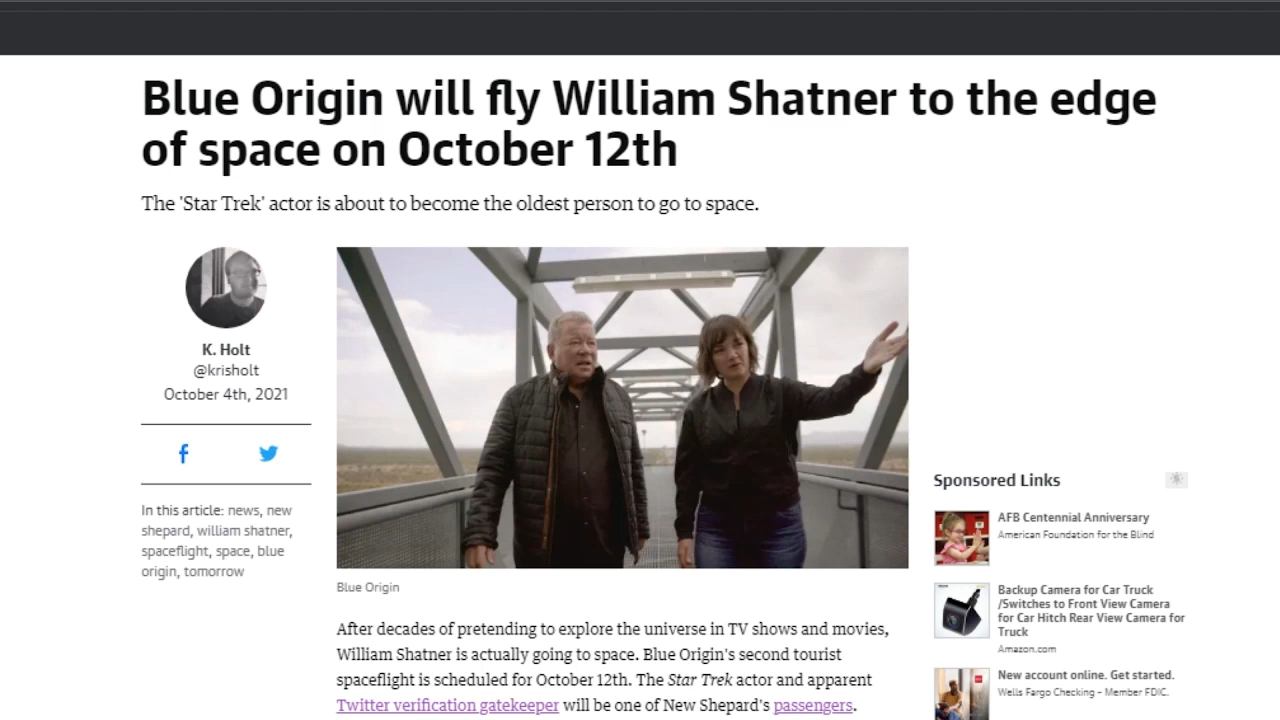 Blue Origin will fly William Shatner to the edge
of space on October 12th
The 'Star Trek' actor is about to become the oldest person to go to space.
K. Holt
@krisholt
October 4th, 2021
In this article: news, new
shepard, william shatner,
spaceflight, space, blue
origin, tomorrow
Blue Origin
After decades of pretending to explore the universe in TV shows and movies,
William Shatner is actually going to space. Blue Origin's second tourist
spaceflight is scheduled for October 12th. The Star Trek actor and apparent
Twitter verification gatekeeper will be one of New Shepard's passengers.
Sponsored Links
AFB Centennial Anniversary
American Foundation for the Blind
Backup Camera for Car Truck
/Switches to Front View Camera
for Car Hitch Rear View Camera for
Truck
Amazon.com
New account online. Get started.
Wells Fargo Checking - Member FDIC.